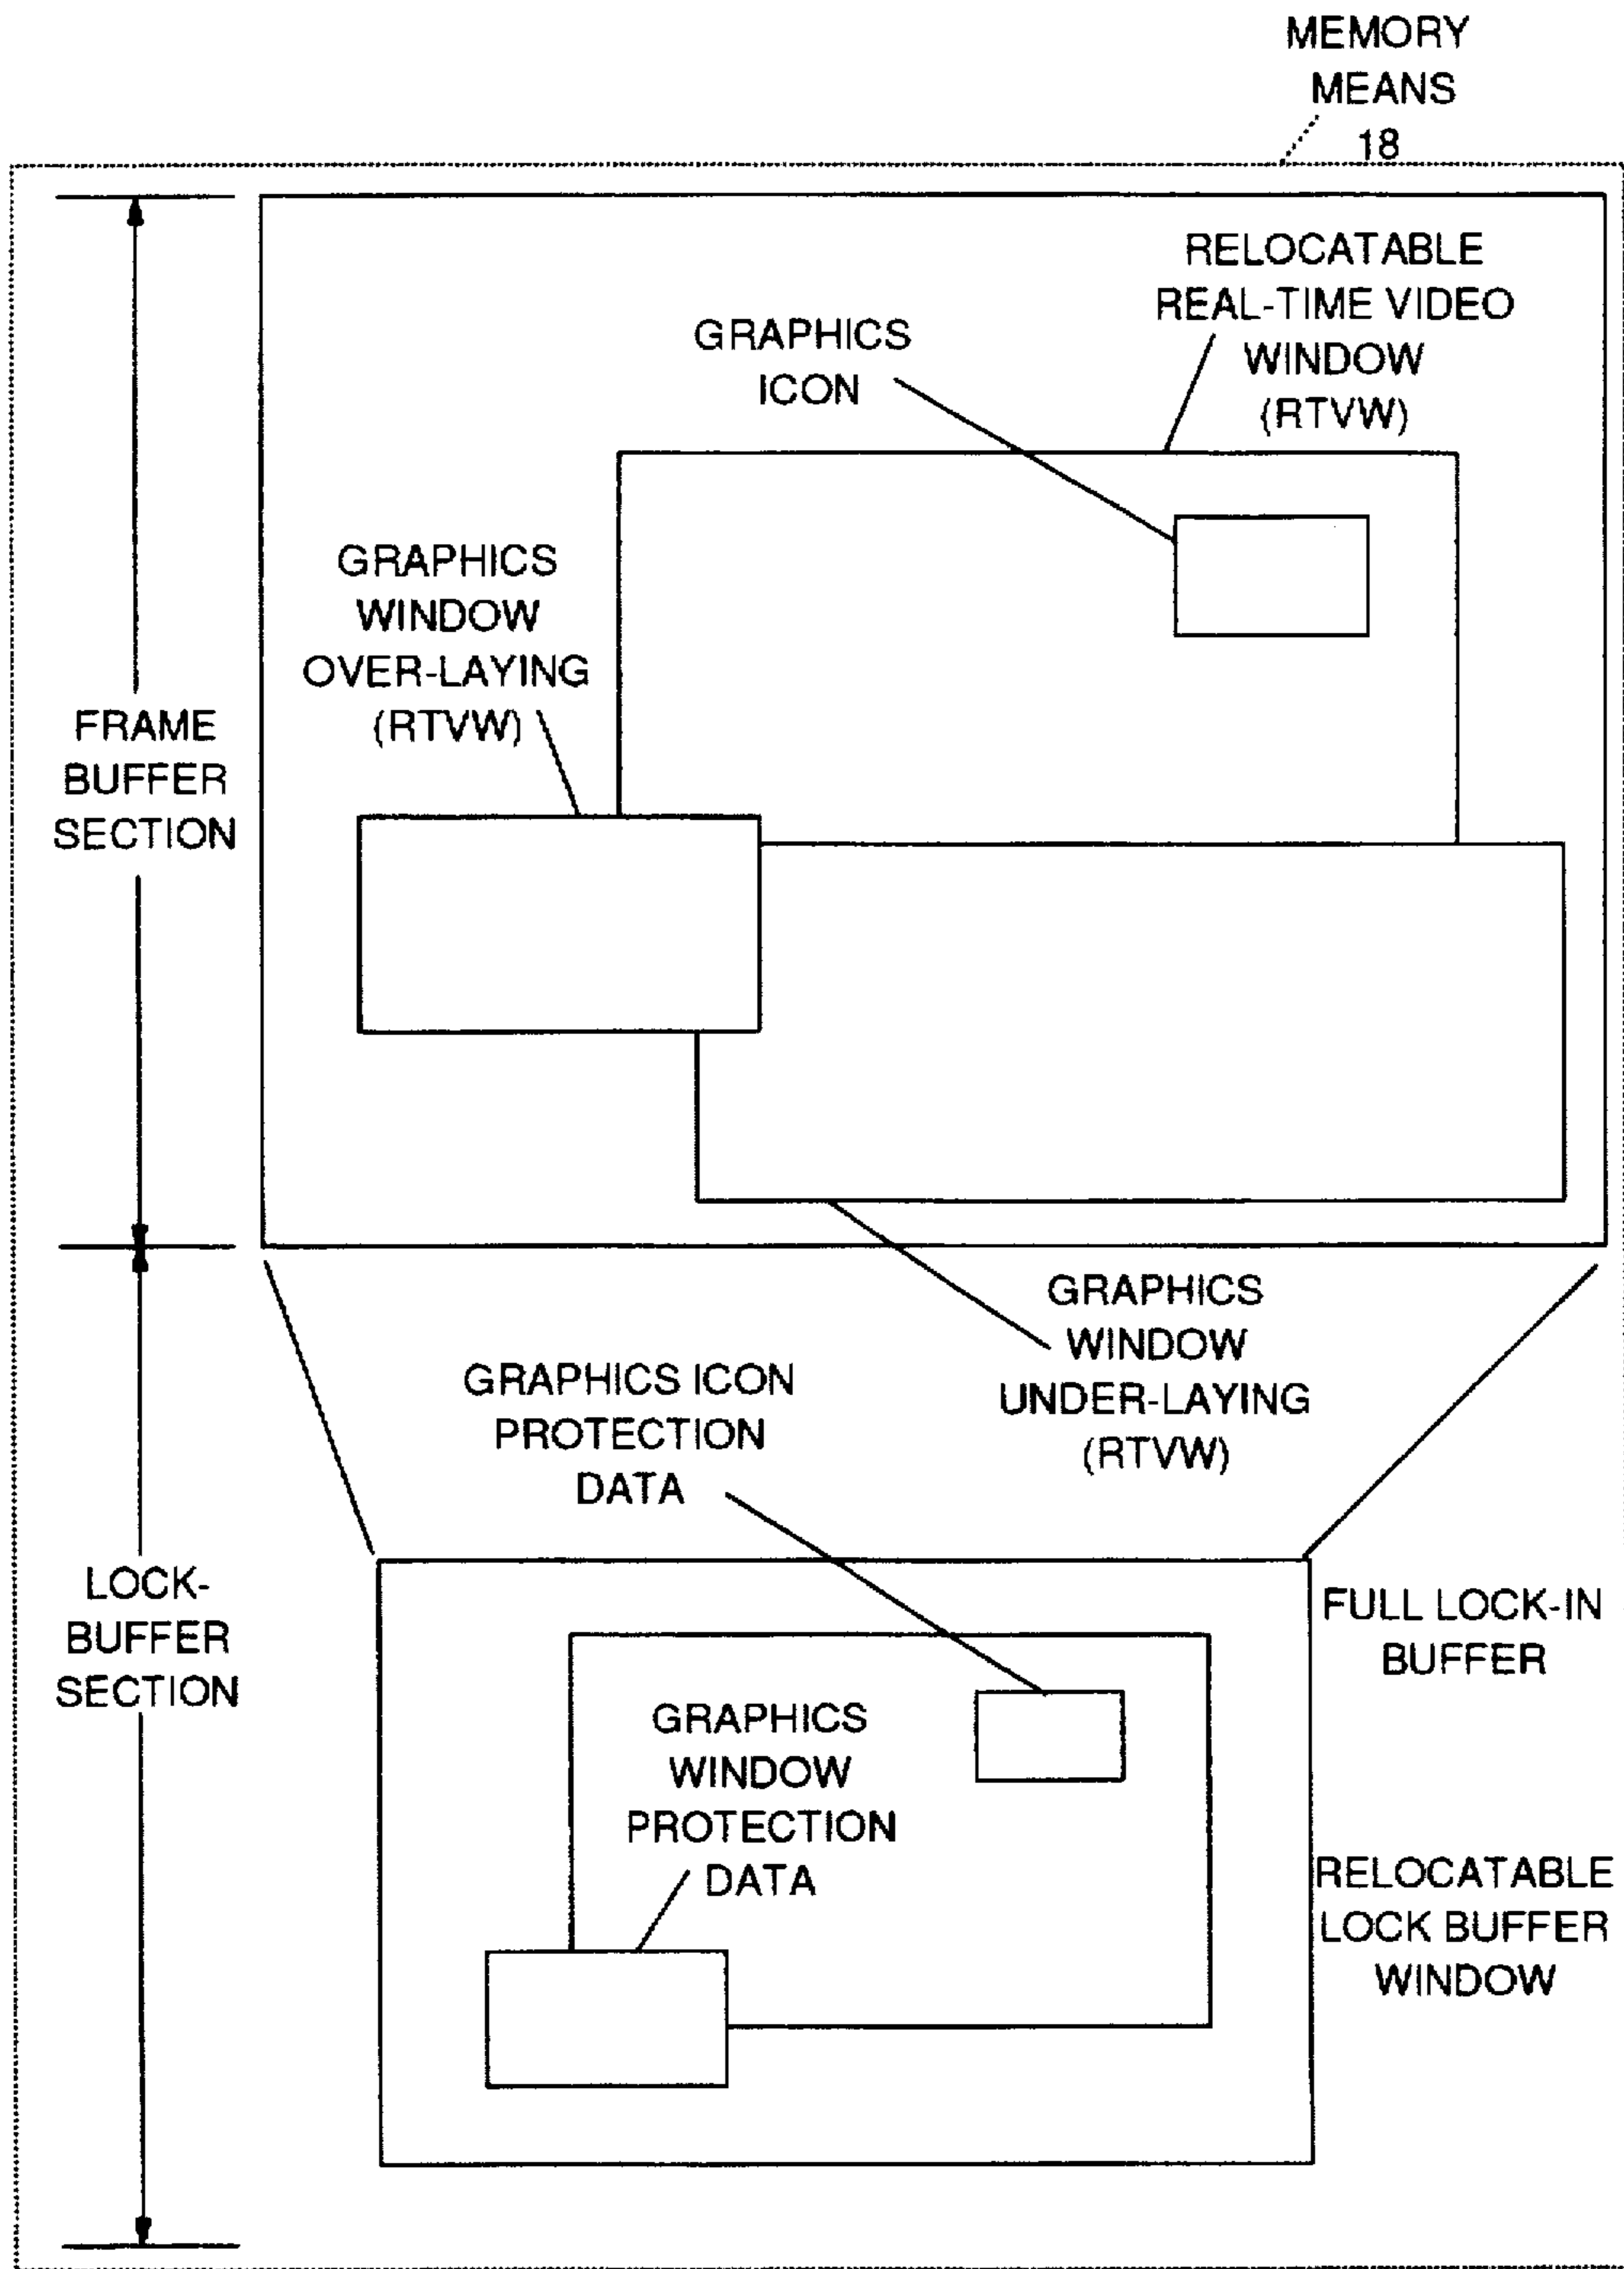 MEMORY
MEANS
18
RELOCATABLE
REAL-TIME VIDEO
WINDOW
(RTVW)
GRAPHICS
ICON
GRAPHICS
WINDOW
OVER-LAYING
(RTVW)
FRAME
BUFFER
SECTION
GRAPHICS
WINDOW
UNDER-LAYING
(RTVW)
GRAPHICS ICON
PROTECTION
DATA
LOCK-
BUFFER
SECTION
FULL LOCK-IN
BUFFER
GRAPHICS
WINDOW
PROTECTION
DATA
RELOCATABLE
LOCK BUFFER
WINDOW